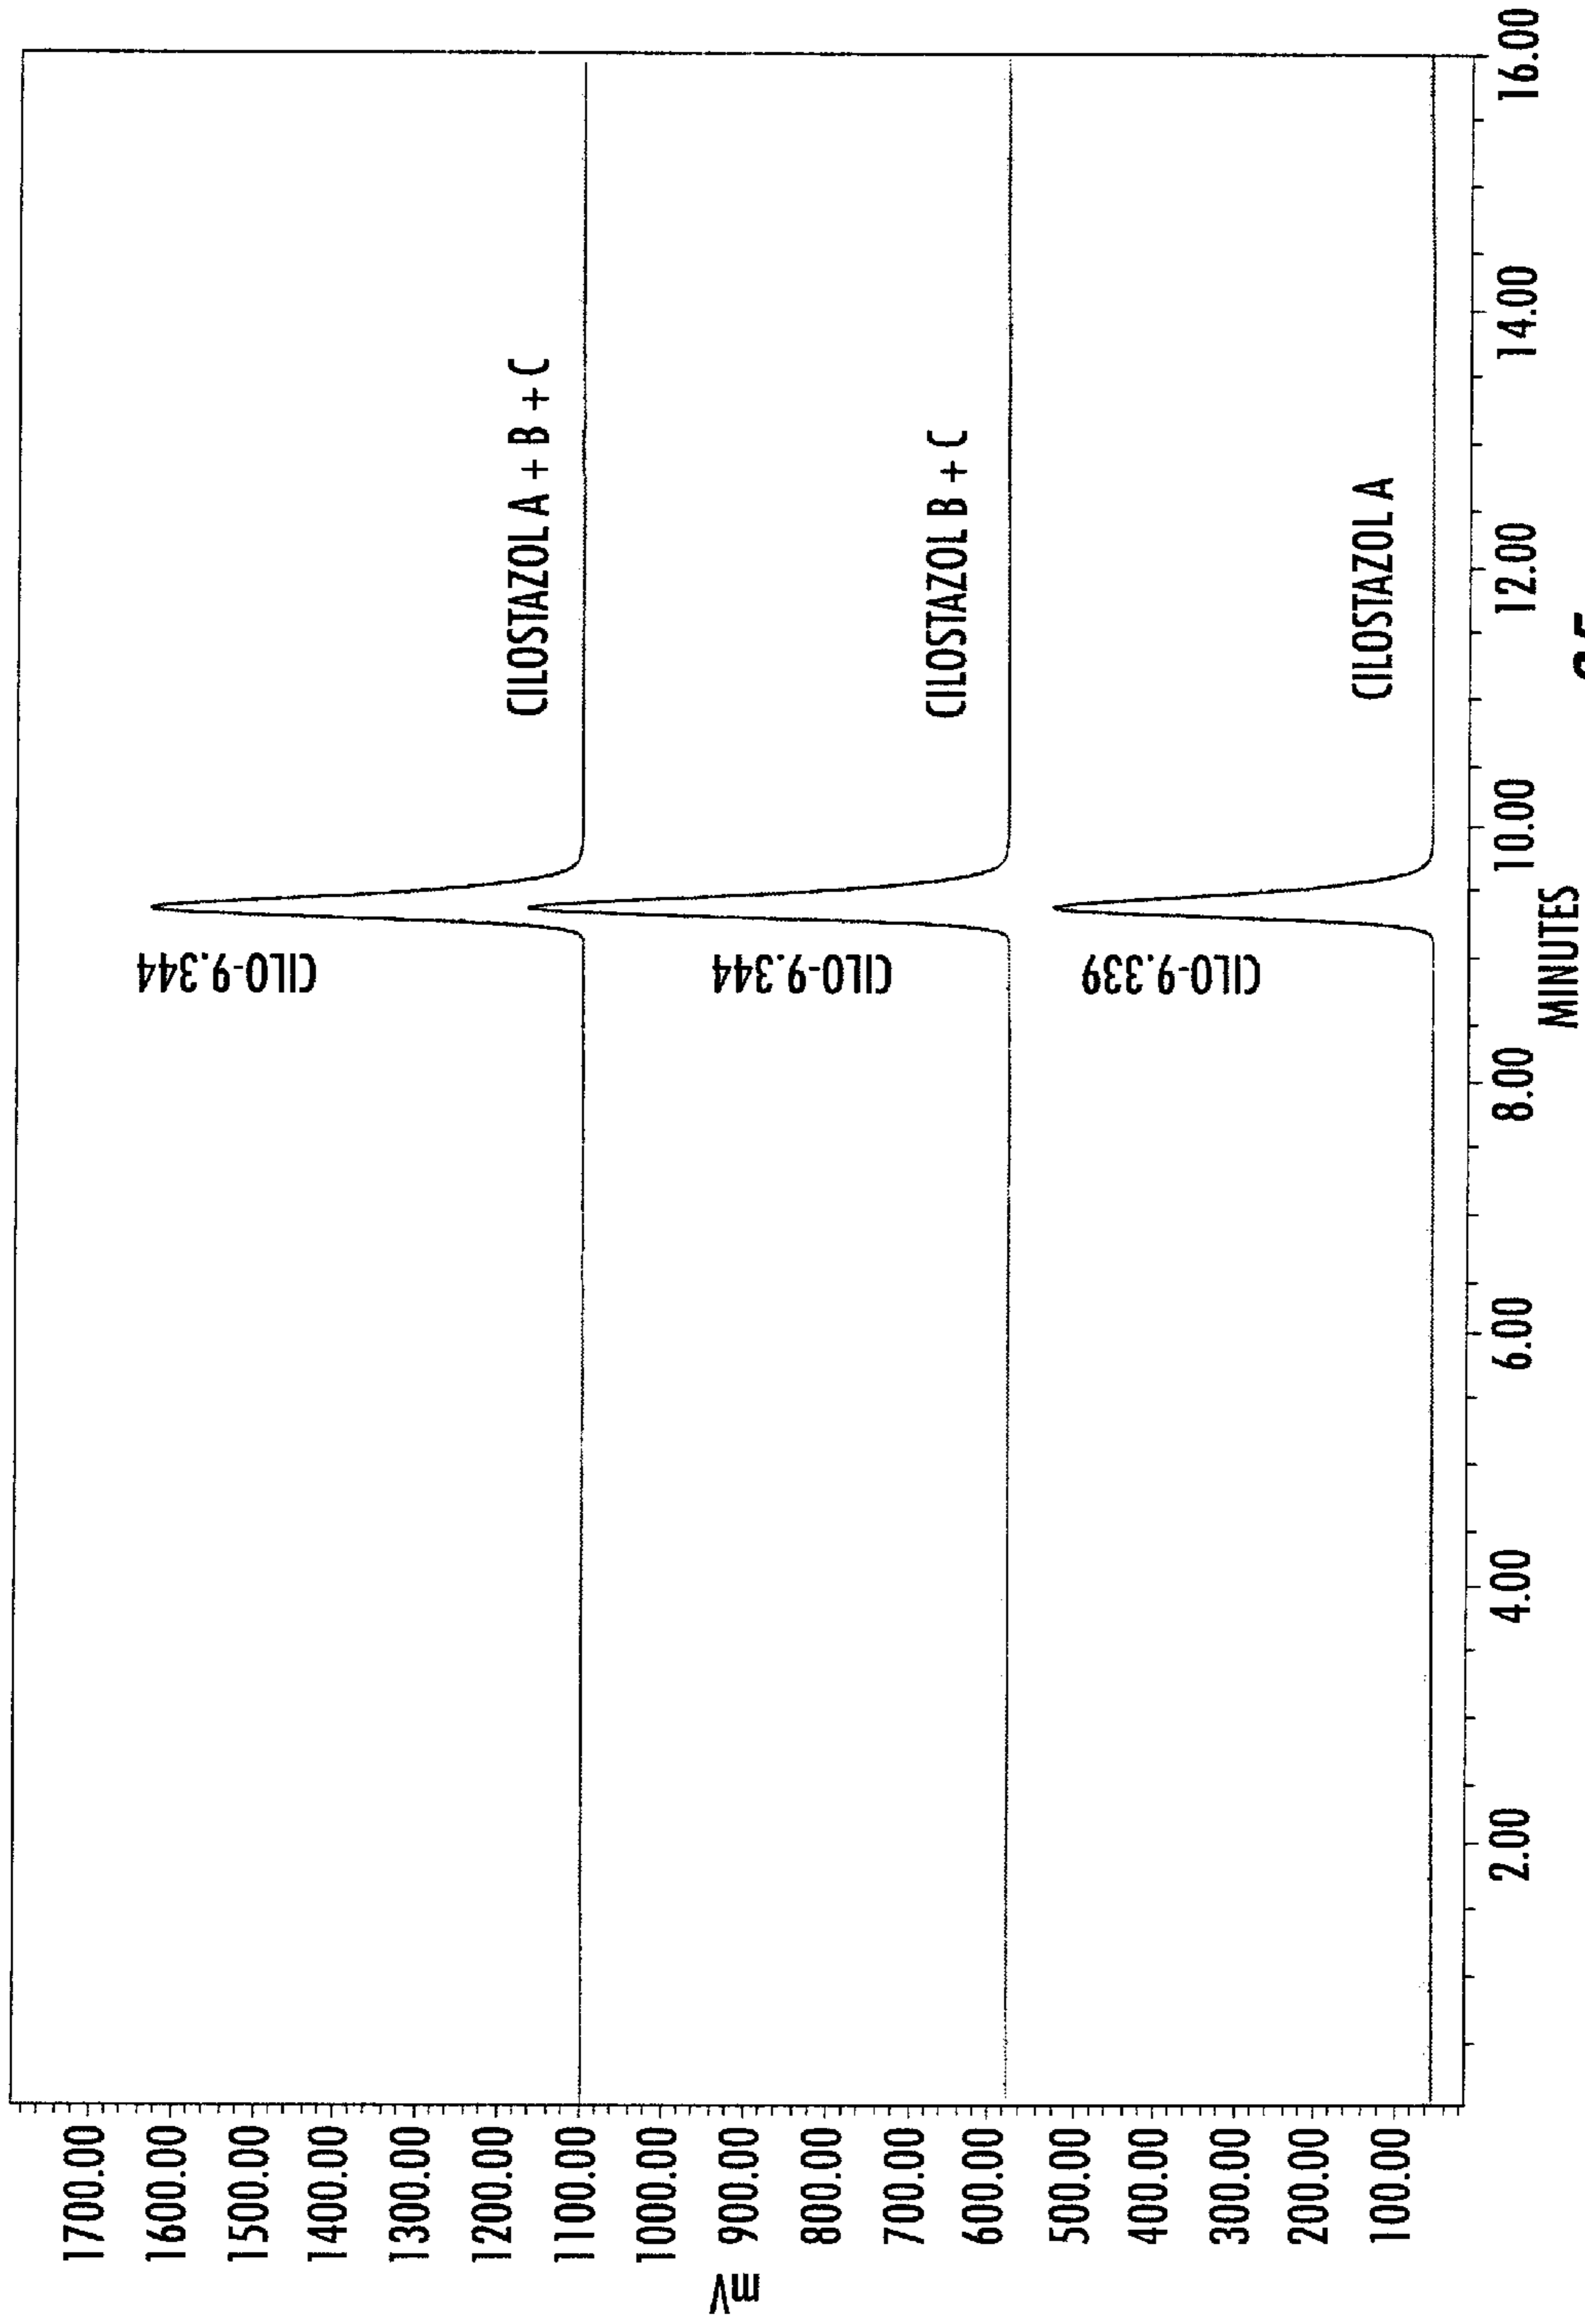 1700.00
1600.00
1500.00
1400.00
1300.00
1200.00
1100.00
1000.00
900.00
800.00
700.00
600.00
500.00
400.00
300.00
200.00
100.00
mV
CILO-9.344
CILOSTAZOL A + B + C
CILO-9.344
CILOSTAZOL B + C
CILO-9.339
CILOSTAZOL A
2.00 4.00 6.00 8.00 10.00 12.00 14.00 16.00
MINUTES